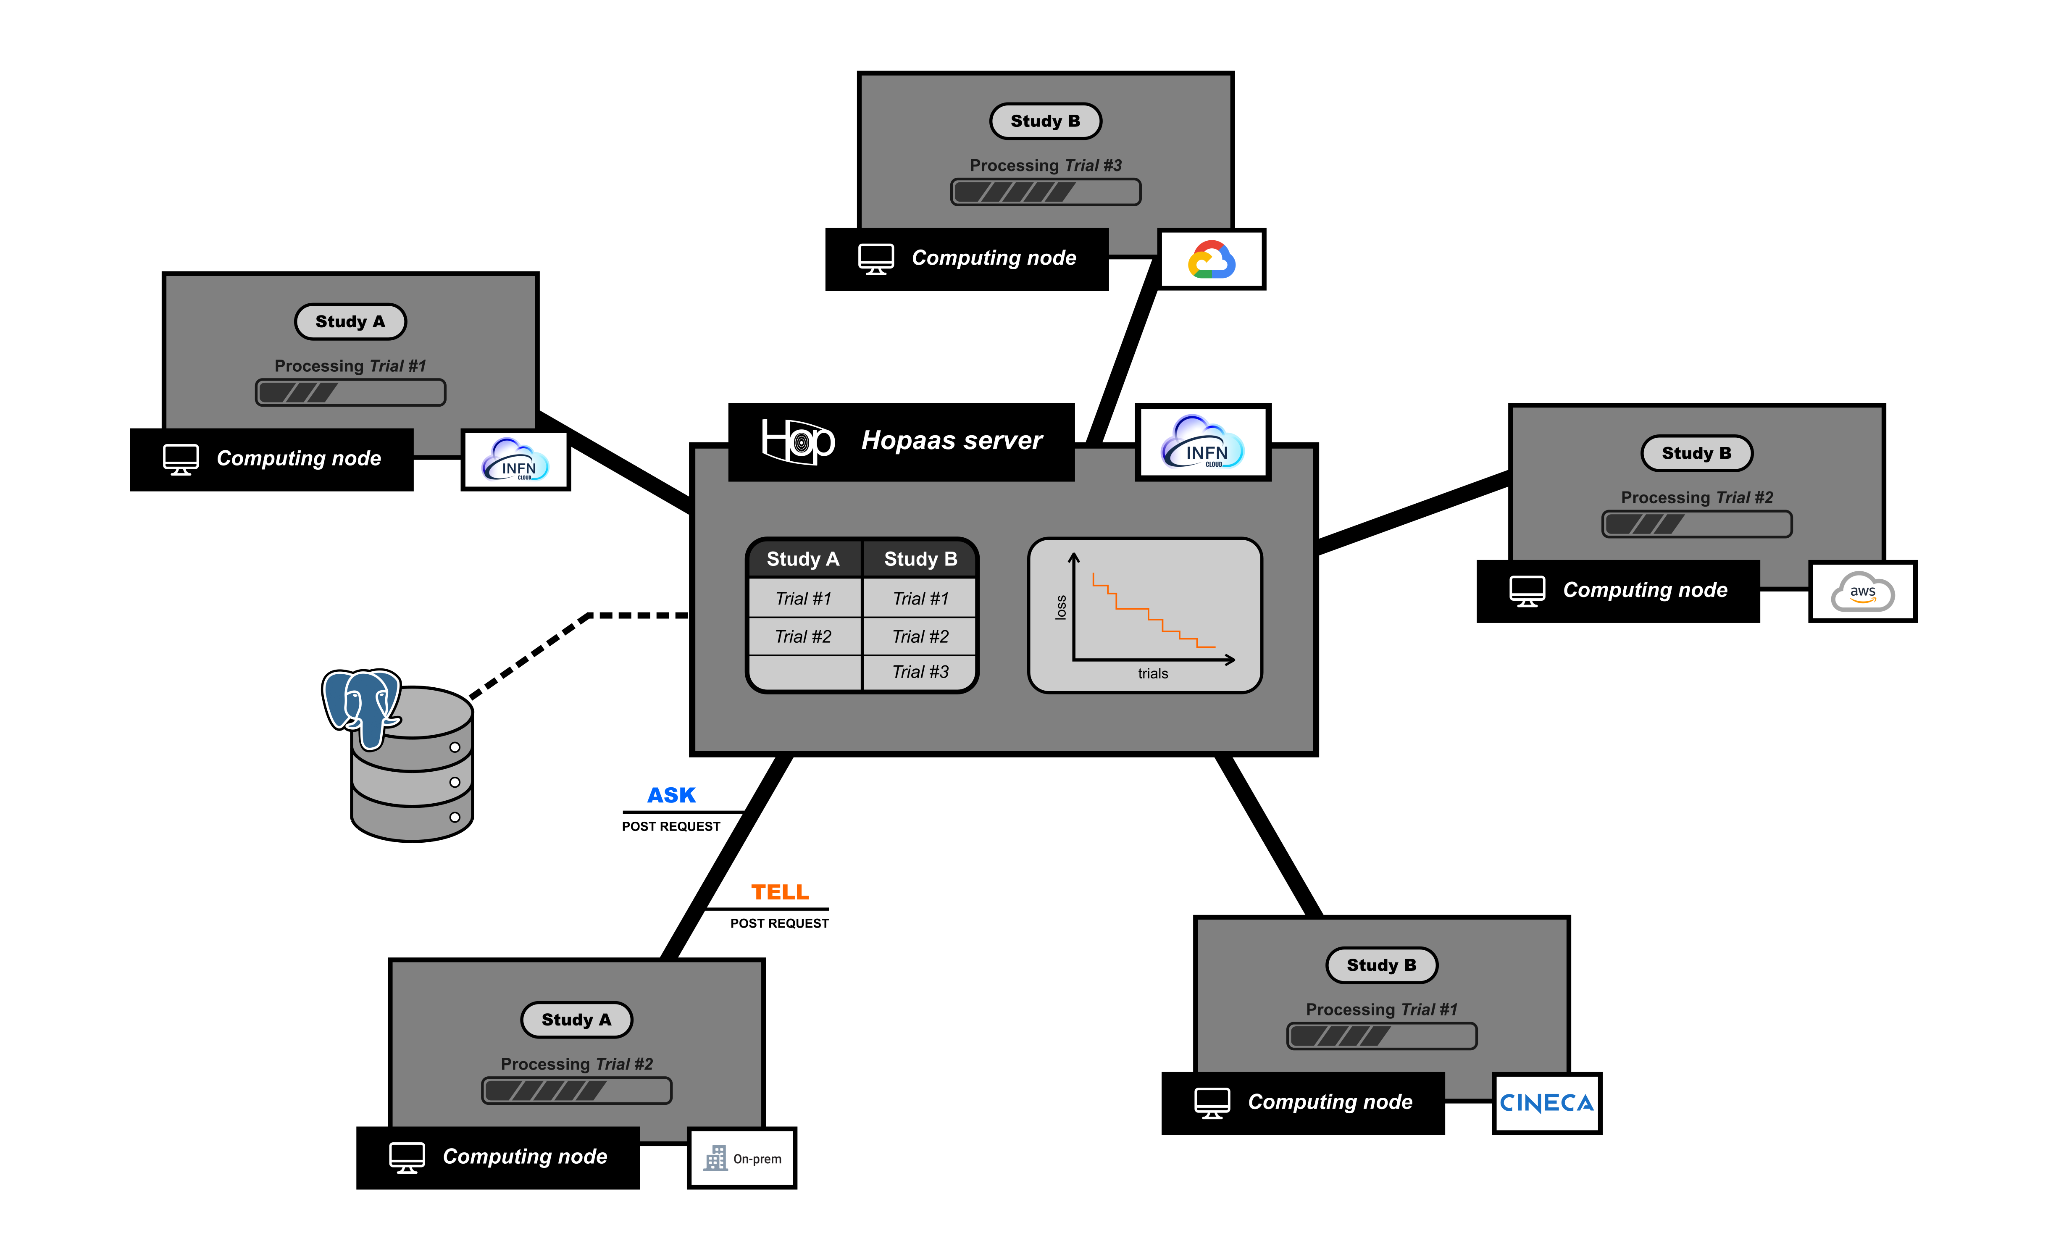 Study B
Processing Trial #3
Computing node
Study A
Processing Trial #1
Computing node
INFN
CLOUD
Hop
Hopaas server
INFN
CLOUD
Study B
Processing Trial #2
Computing node
aws
Study A Study B
Trial #1 Trial #1
Trial #2 Trial #2
Trial #3
loss
trials
ASK
POST REQUEST
TELL
POST REQUEST
Study A
Processing Trial #2
Computing node
On-prem
Study B
Processing Trial #1
Computing node
CINECA